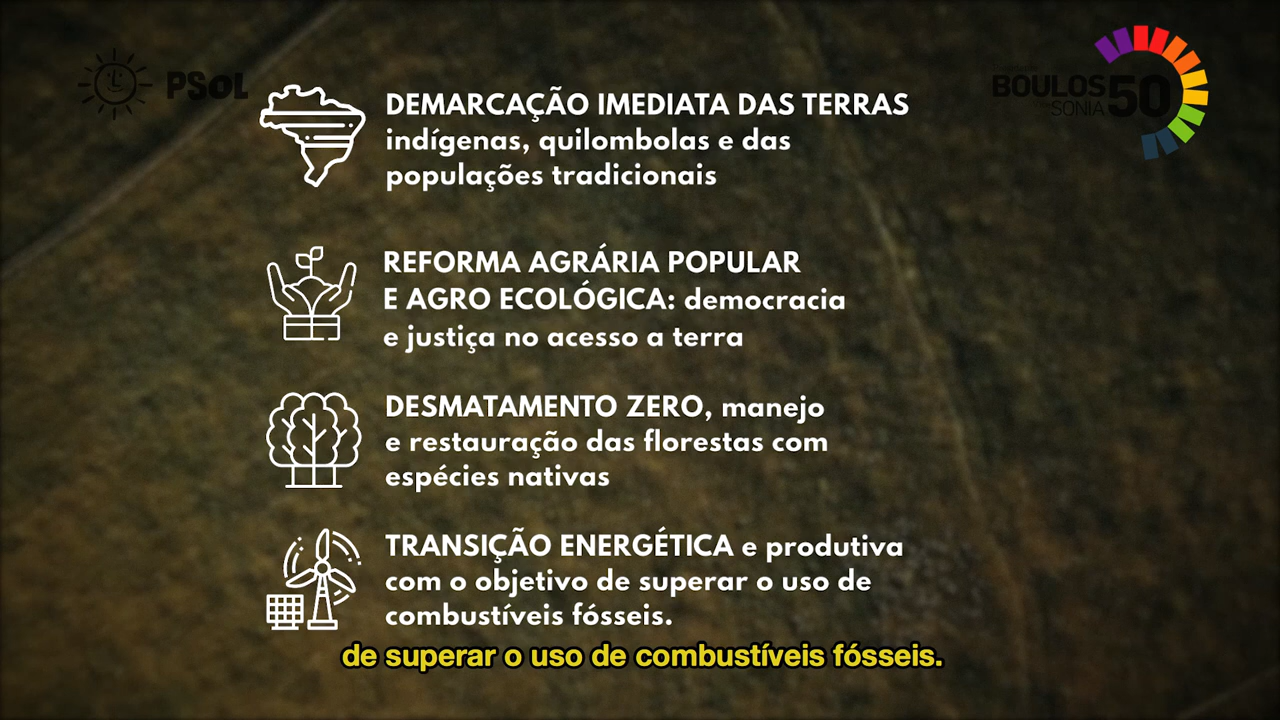 PSOL
BOULOS
SONIA
50
DEMARCAÇÃO IMEDIATA DAS TERRAS
indígenas, quilombolas e das
populações tradicionais
REFORMA AGRÁRIA POPULAR
E AGRO ECOLÓGICA: democracia
e justiça no acesso a terra
DESMATAMENTO ZERO, manejo
e restauração das florestas com
espécies nativas
TRANSIÇÃO ENERGÉTICA e produtiva
com o objetivo de superar o uso de
combustíveis fósseis.
de superar o uso de combustíveis fósseis.